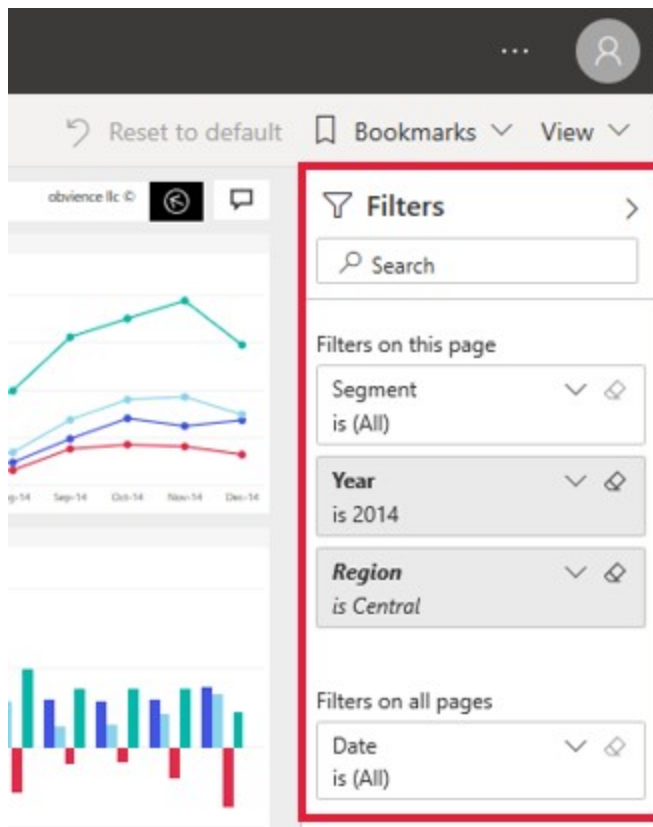 Reset to default Bookmarks View
obvience llc ©
Filters
Search
Filters on this page
Segment
is (All)
Year
is 2014
Region
is Central
Sep-14 Oct-14 Nov-14 Dec-14
Filters on all pages
Date
is (All)